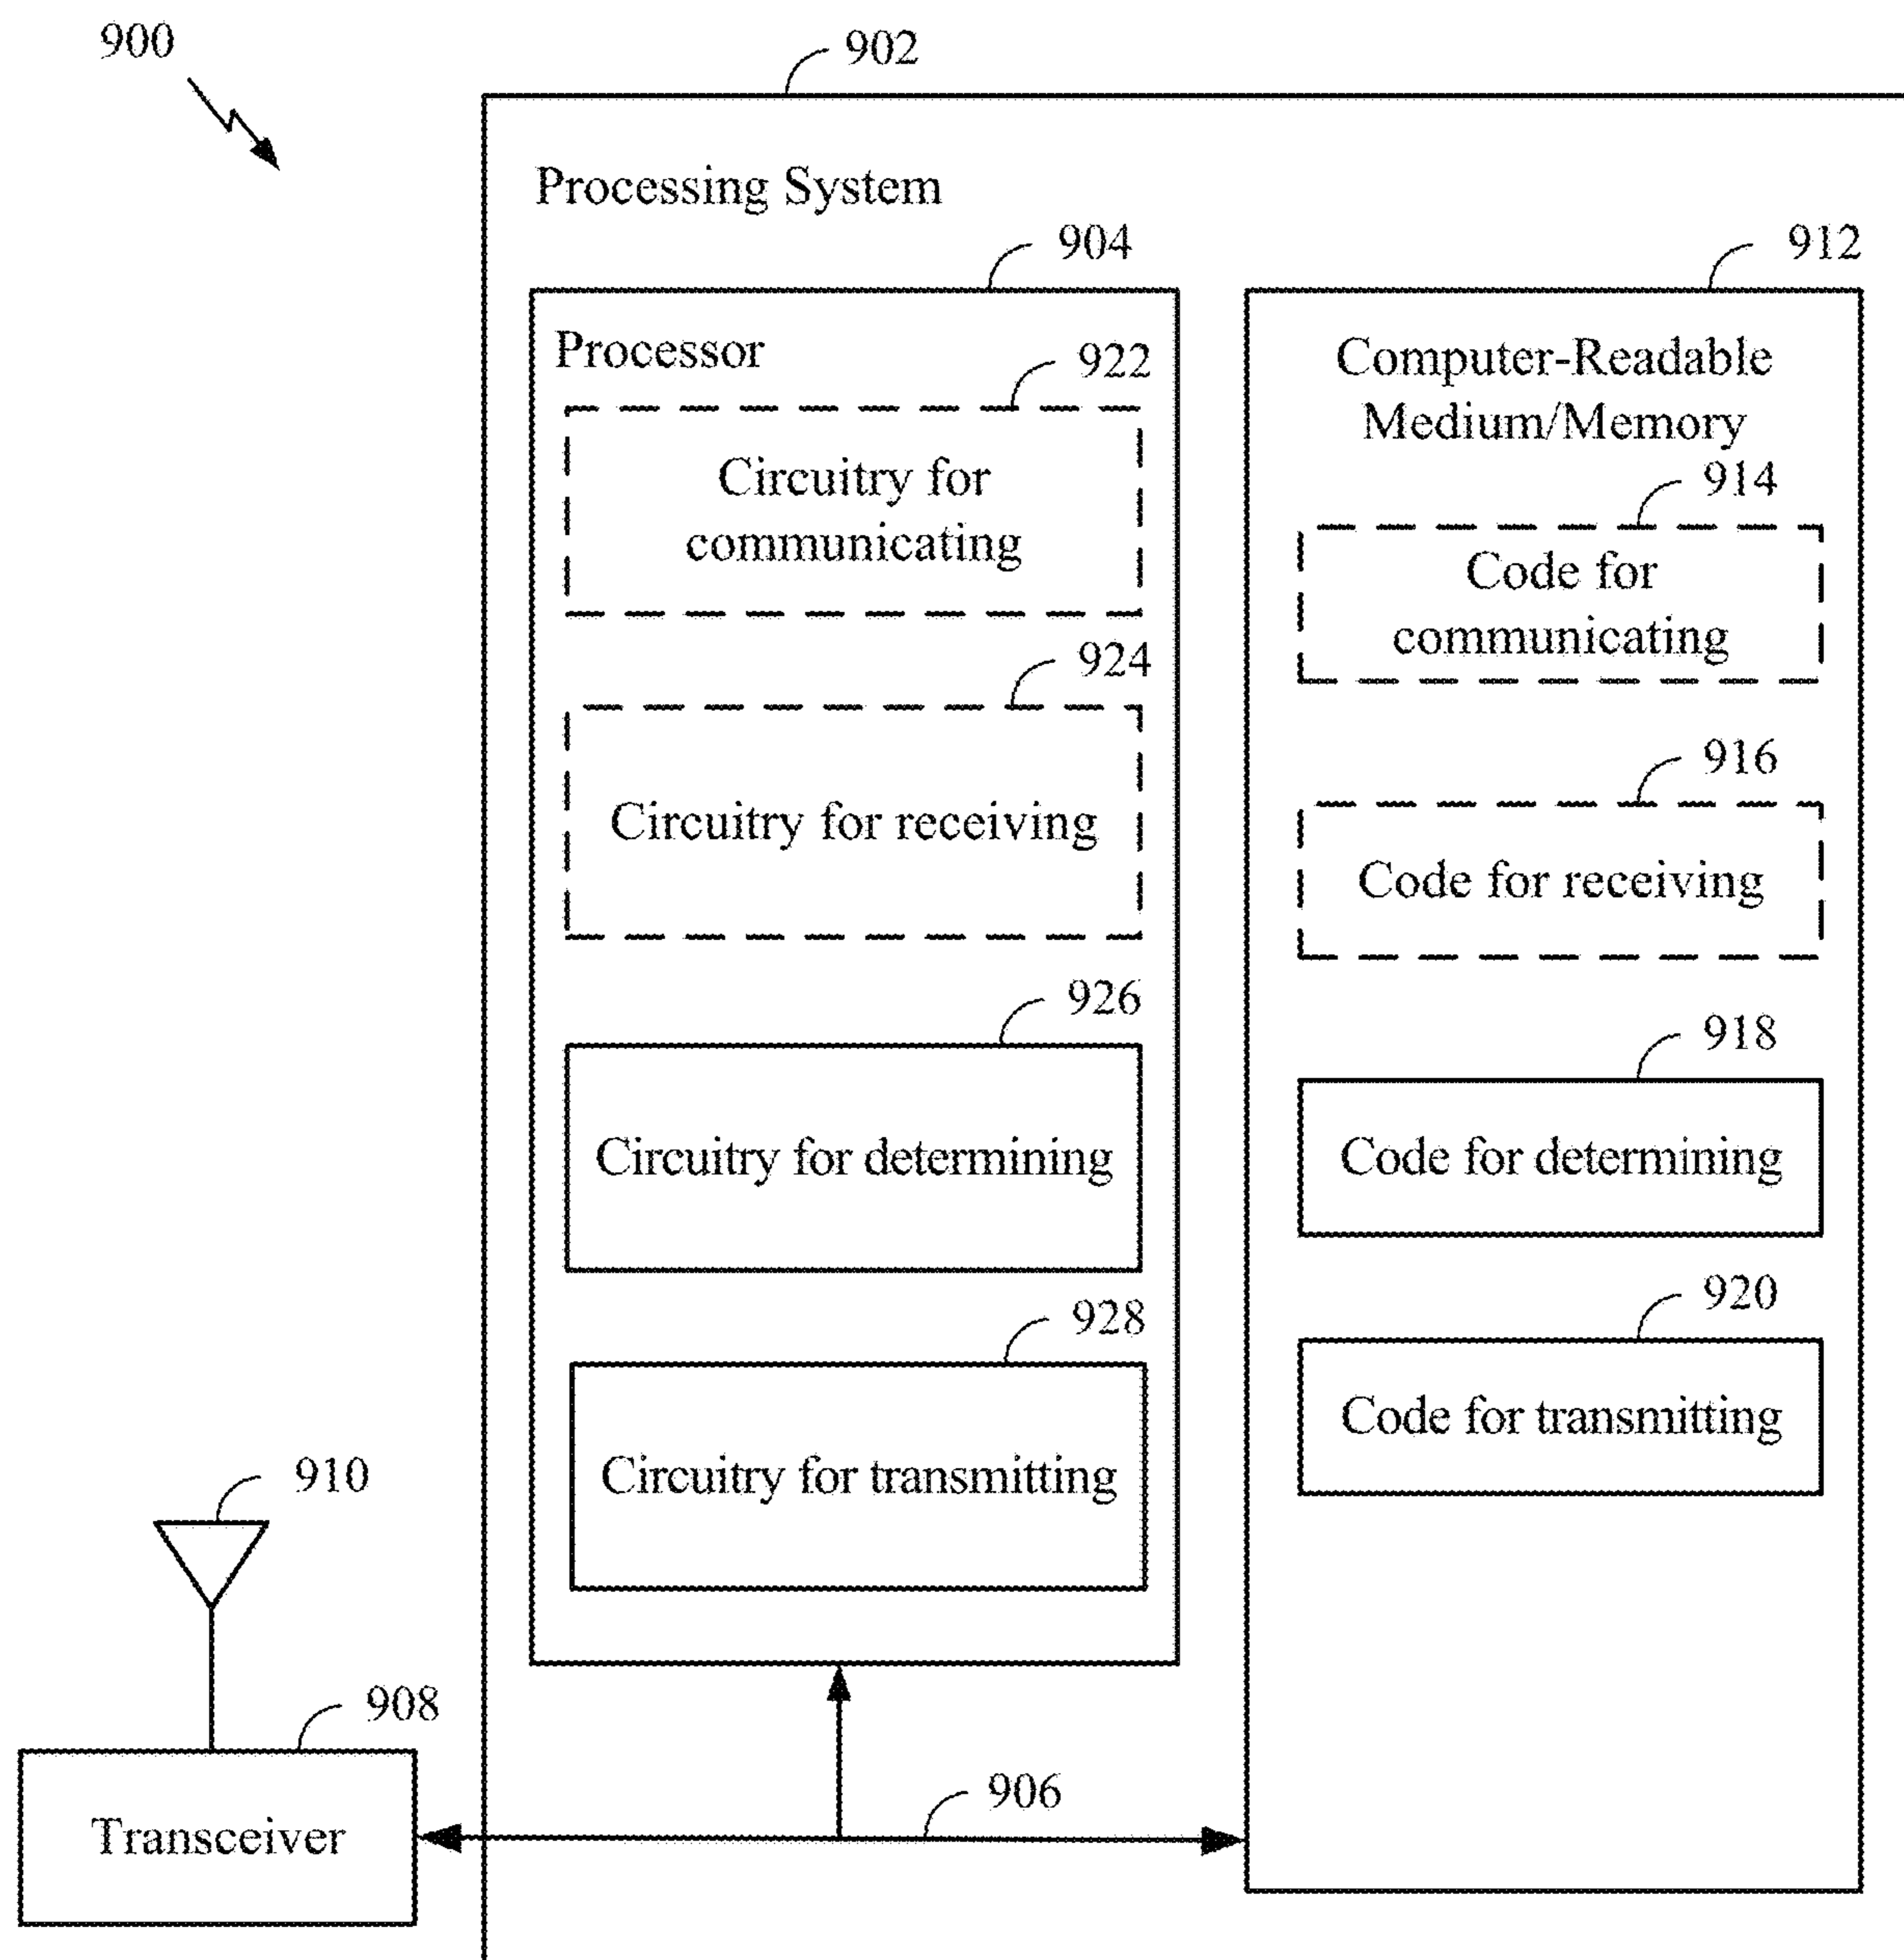 900
902
Processing System
904
912
Processor
922
Circuitry for
communicating
924
Circuitry for receiving
926
Circuitry for determining
928
Circuitry for transmitting
Computer-Readable
Medium/Memory
914
Code for
communicating
916
Code for receiving
918
Code for determining
920
Code for transmitting
910
908
Transceiver
906